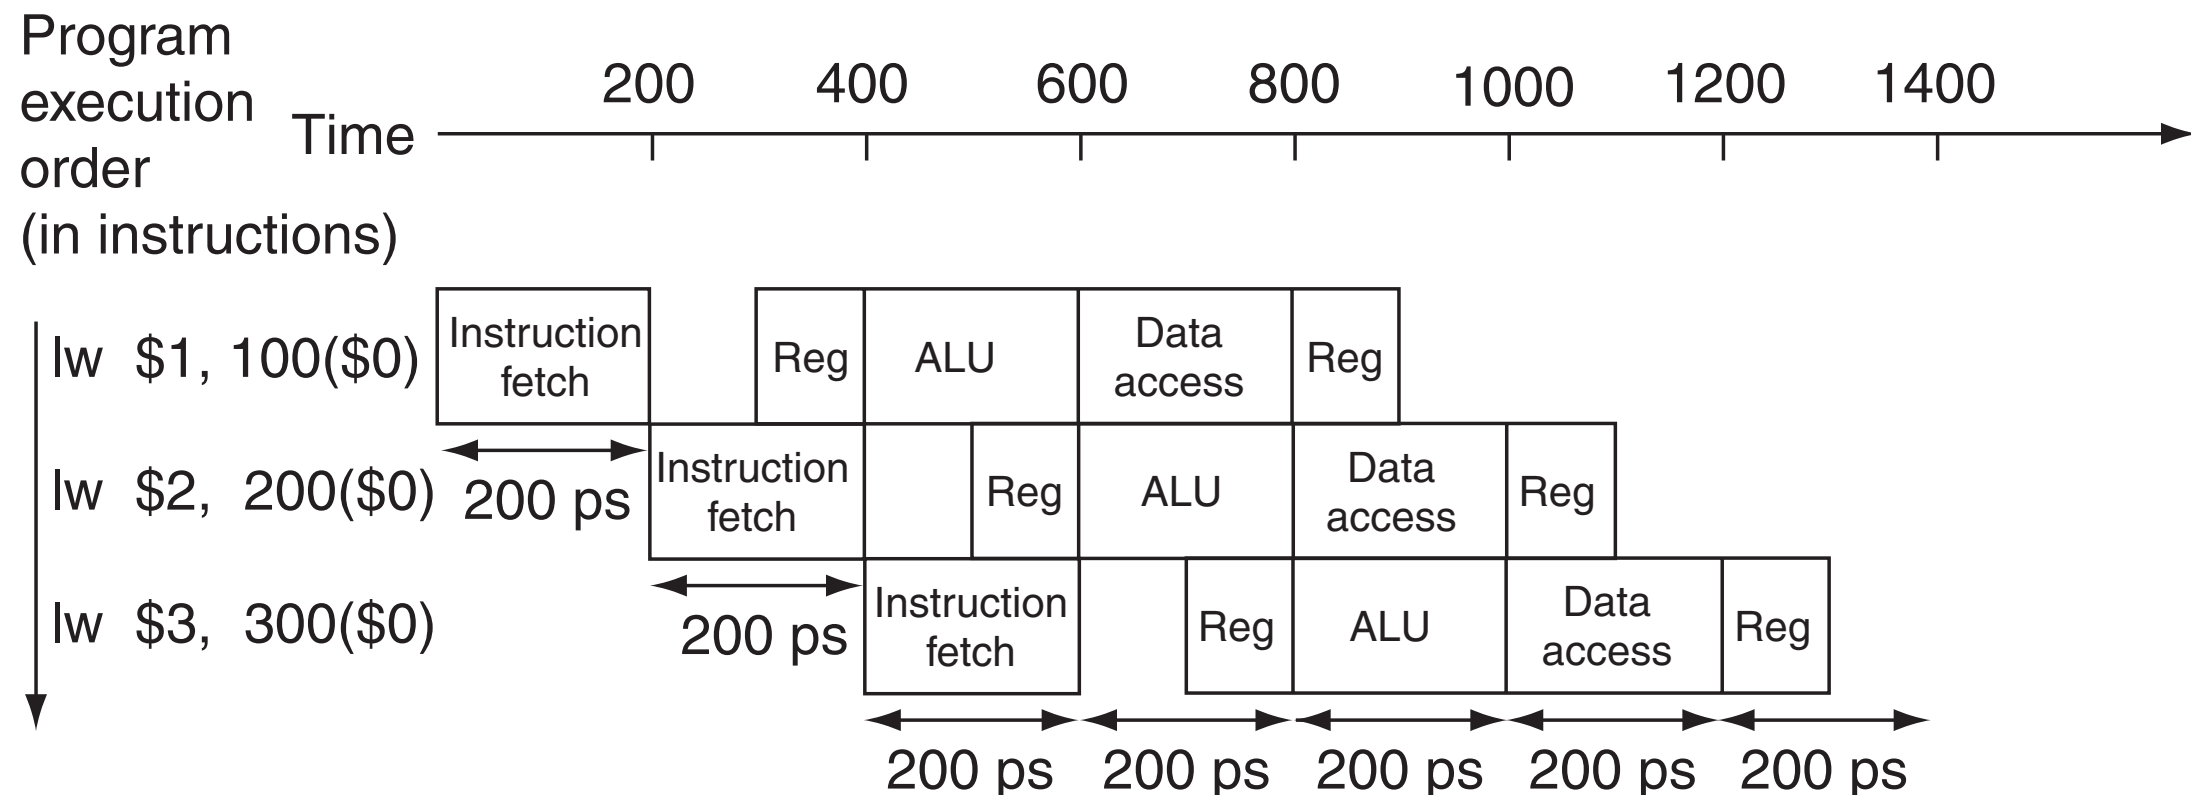 Program
execution
order
(in instructions)
Time
200 400 600 800 1000 1200 1400
lw $1, 100($0)
Instruction
fetch
Reg
ALU
Data
access
Reg
200 ps
lw $2, 200($0)
Instruction
fetch
Reg
ALU
Data
access
Reg
200 ps
lw $3, 300($0)
Instruction
fetch
Reg
ALU
Data
access
Reg
200 ps 200 ps 200 ps 200 ps 200 ps